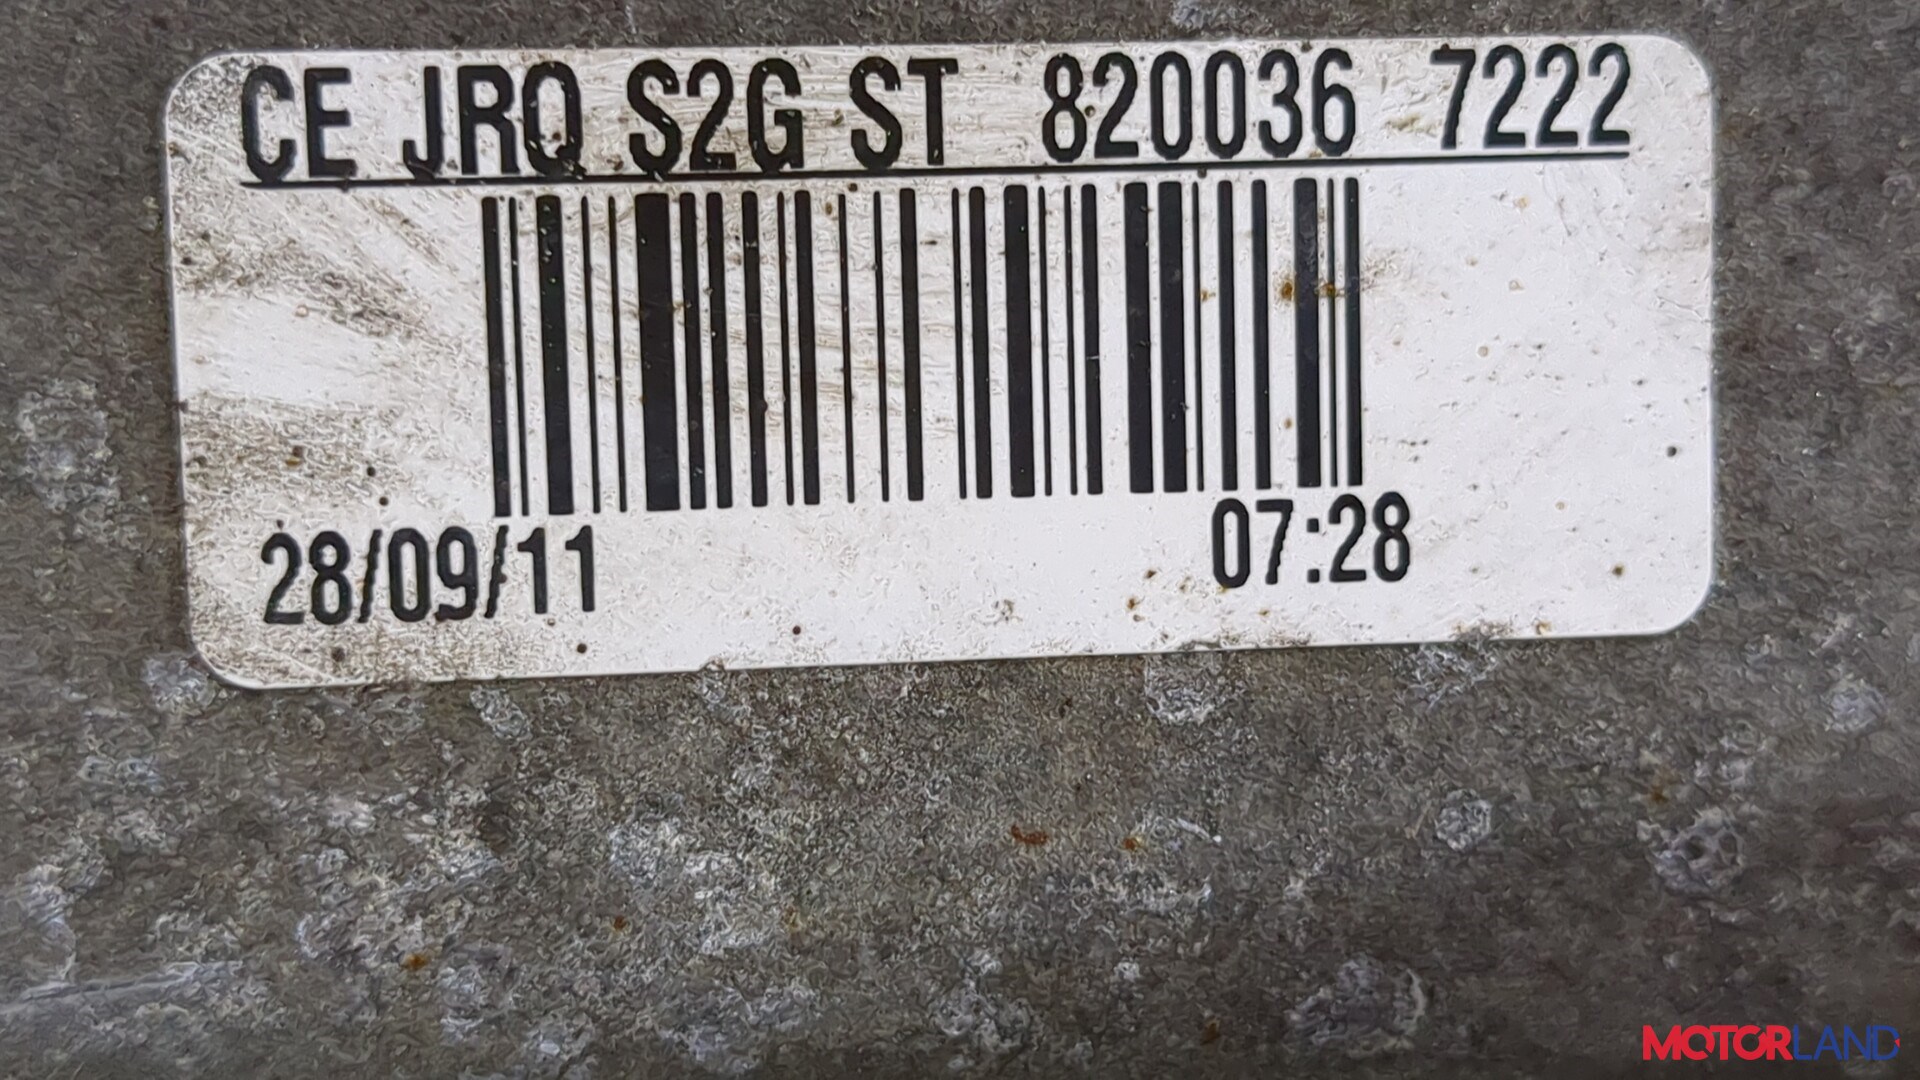 CE JRQ S2G ST 820036 7222
28/09/11 07:28
MOTORLAND